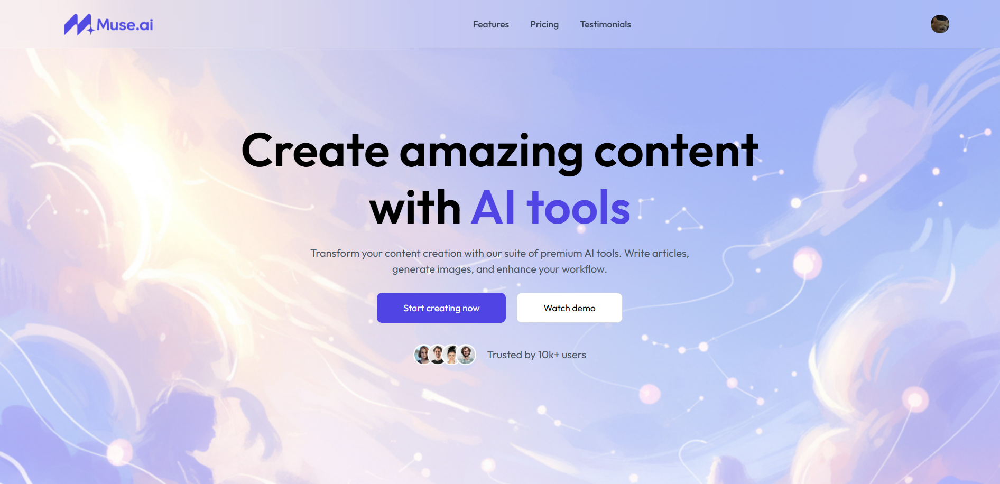 Muse.ai
Features
Pricing
Testimonials
Create amazing content
with AI tools
Transform your content creation with our suite of premium AI tools. Write articles,
generate images, and enhance your workflow.
Start creating now
Watch demo
Trusted by 10k+ users